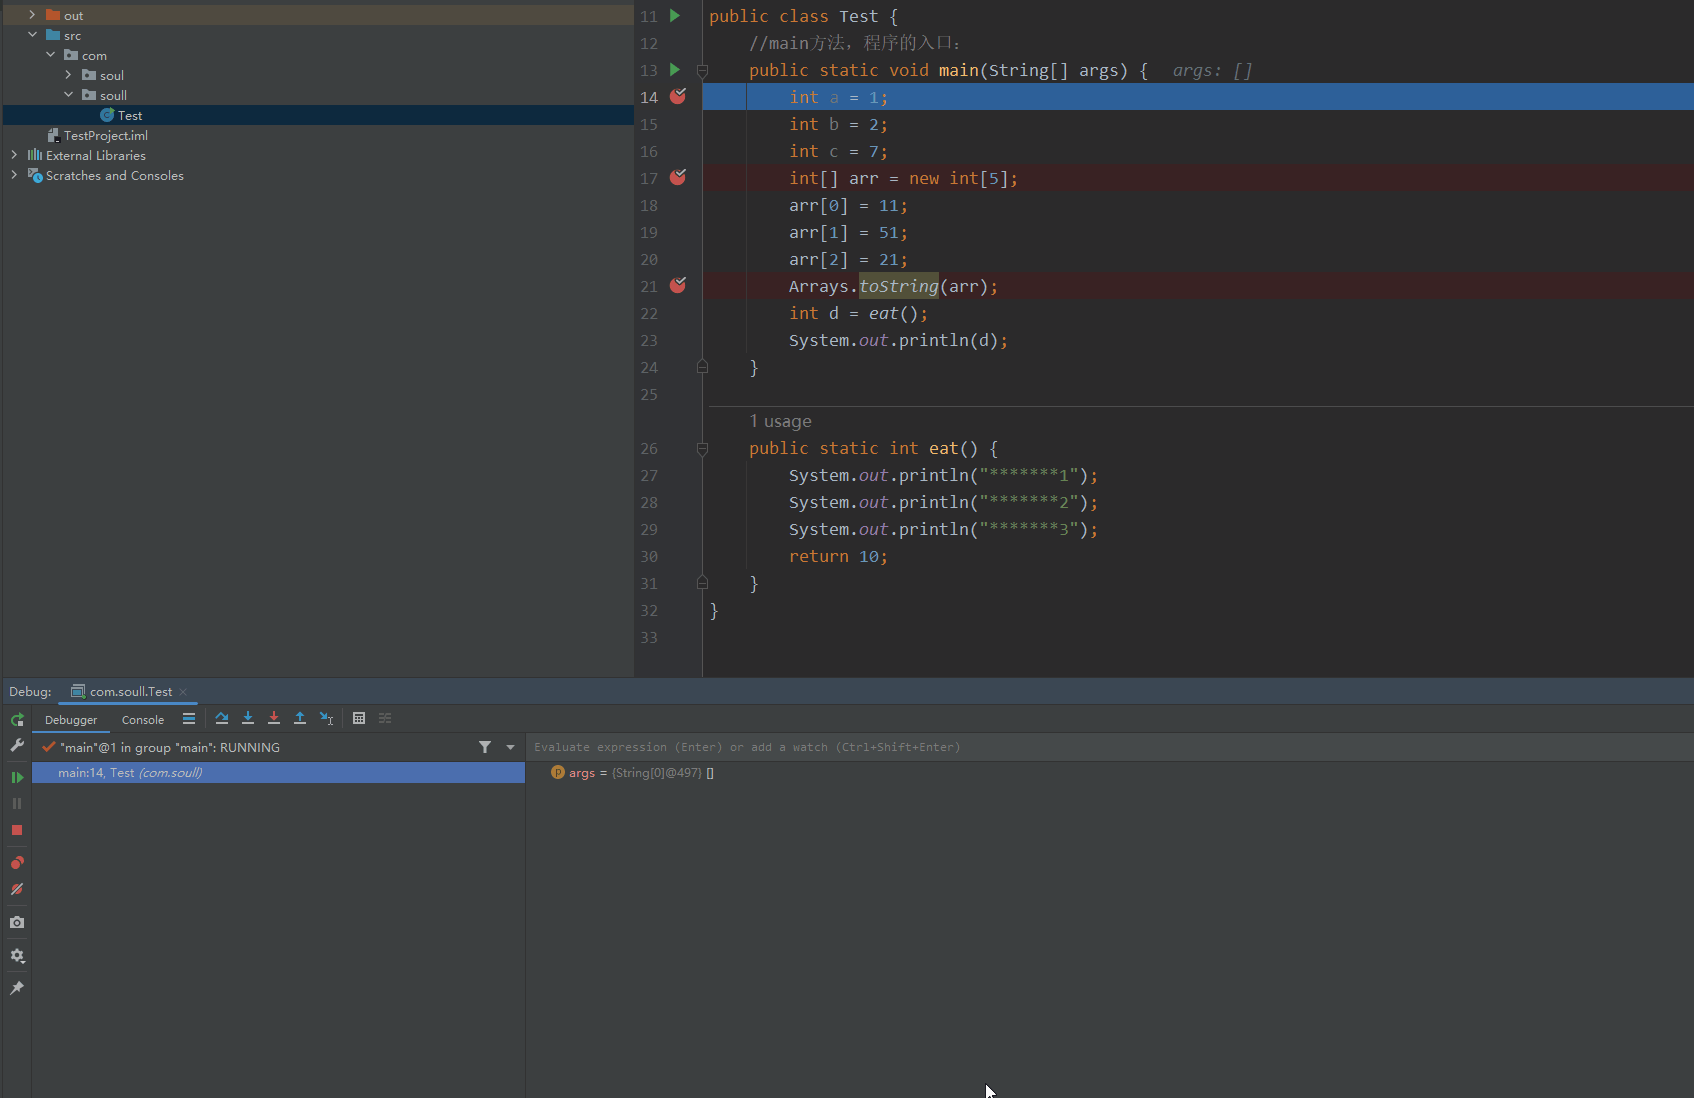 out
src
com
soul
soull
Test
TestProject.iml
External Libraries
Scratches and Consoles
11 public class Test {
12 //main方法，程序的入口：
13 public static void main(String[] args) { args: []
14 int a = 1;
15 int b = 2;
16 int c = 7;
17 int[] arr = new int[5];
18 arr[0] = 11;
19 arr[1] = 51;
20 arr[2] = 21;
21 Arrays.toString(arr);
22 int d = eat();
23 System.out.println(d);
24 }
25
1 usage
26 public static int eat() {
27 System.out.println("*******1");
28 System.out.println("*******2");
29 System.out.println("*******3");
30 return 10;
31 }
32 }
33
Debug: com.soull.Test
Debugger Console
"main"@1 in group "main": RUNNING
Evaluate expression (Enter) or add a watch (Ctrl+Shift+Enter)
main:14, Test (com.soull)
args = {String[0]@497} []